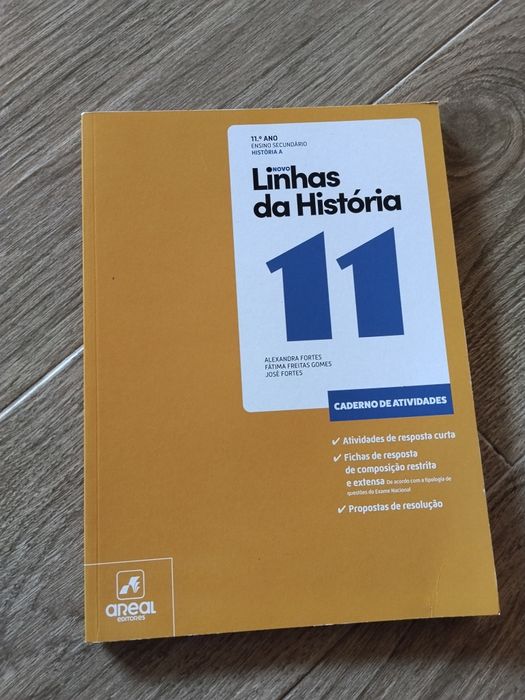 11.º ANO
ENSINO SECUNDÁRIO
HISTÓRIA A
NOVO
Linhas
da História
11
ALEXANDRA FORTES
FÁTIMA FREITAS GOMES
JOSÉ FORTES
CADERNO DE ATIVIDADES
✓ Atividades de resposta curta
✓ Fichas de resposta
de composição restrita
e extensa De acordo com a tipologia de
questões do Exame Nacional
✓ Propostas de resolução
areal
EDITORES